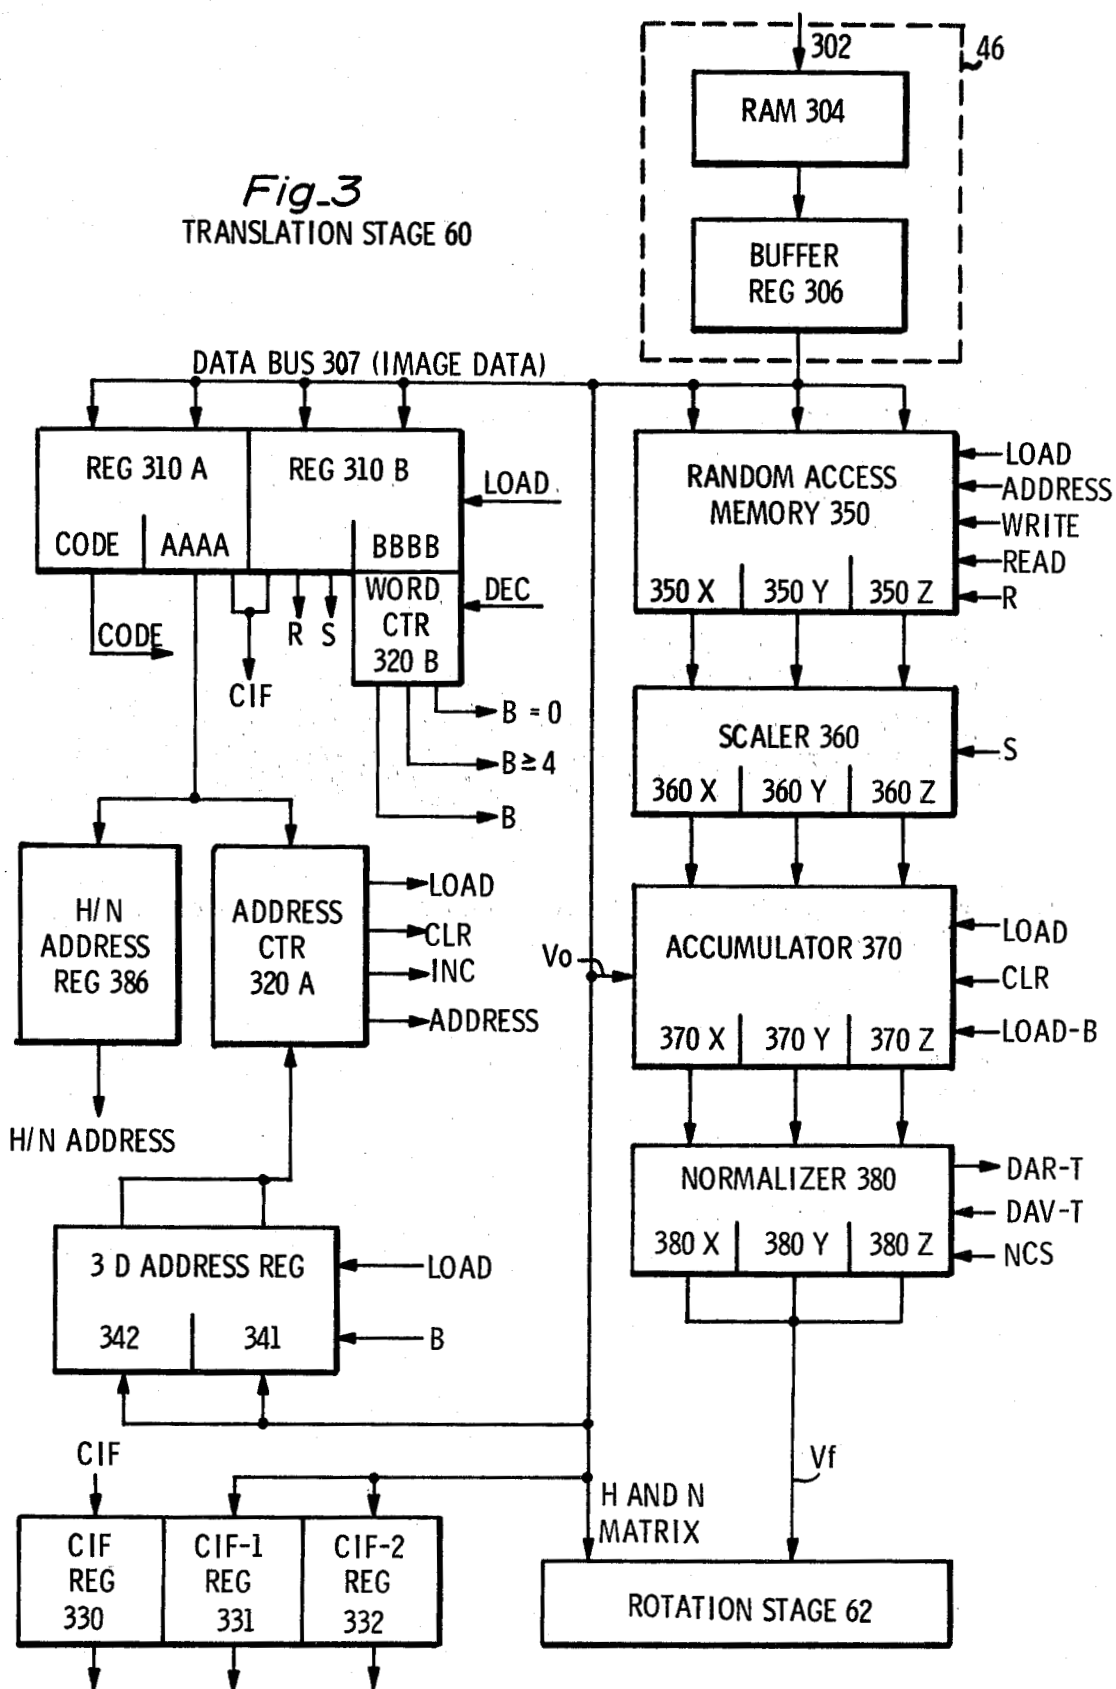 302
46
RAM 304
Fig_3
TRANSLATION STAGE 60
BUFFER
REG 306
DATA BUS 307 (IMAGE DATA)
REG 310 A
REG 310 B
LOAD
CODE
AAAA
BBBB
WORD
CTR
320 B
DEC
CODE
CIF
R
S
B = 0
B ≥ 4
B
RANDOM ACCESS
MEMORY 350
350 X
350 Y
350 Z
LOAD
ADDRESS
WRITE
READ
R
SCALER 360
360 X
360 Y
360 Z
S
H/N
ADDRESS
REG 386
ADDRESS
CTR
320 A
LOAD
CLR
INC
ADDRESS
Vo
ACCUMULATOR 370
370 X
370 Y
370 Z
LOAD
CLR
LOAD-B
H/N ADDRESS
NORMALIZER 380
380 X
380 Y
380 Z
DAR-T
DAV-T
NCS
3 D ADDRESS REG
342
341
LOAD
B
CIF
CIF
REG
330
CIF-1
REG
331
CIF-2
REG
332
H AND N
MATRIX
Vf
ROTATION STAGE 62